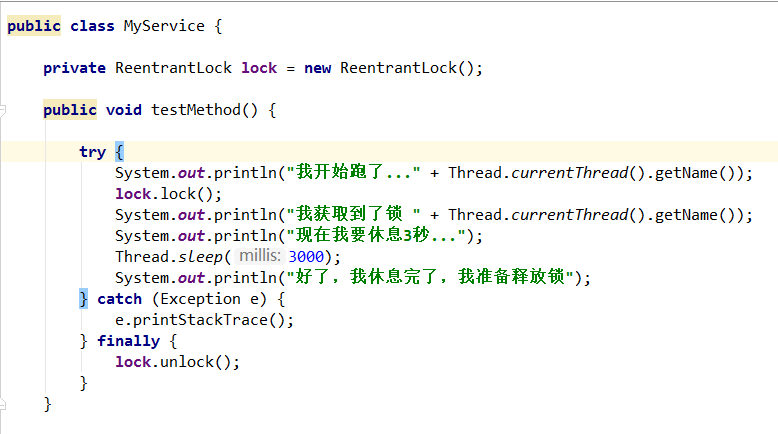 public class MyService {
private ReentrantLock lock = new ReentrantLock();
public void testMethod() {
try {
System.out.println("我开始跑了..." + Thread.currentThread().getName());
lock.lock();
System.out.println("我获取到了锁 " + Thread.currentThread().getName());
System.out.println("现在我要休息3秒...");
Thread.sleep( millis: 3000);
System.out.println("好了，我休息完了，我准备释放锁");
} catch (Exception e) {
e.printStackTrace();
} finally {
lock.unlock();
}
}